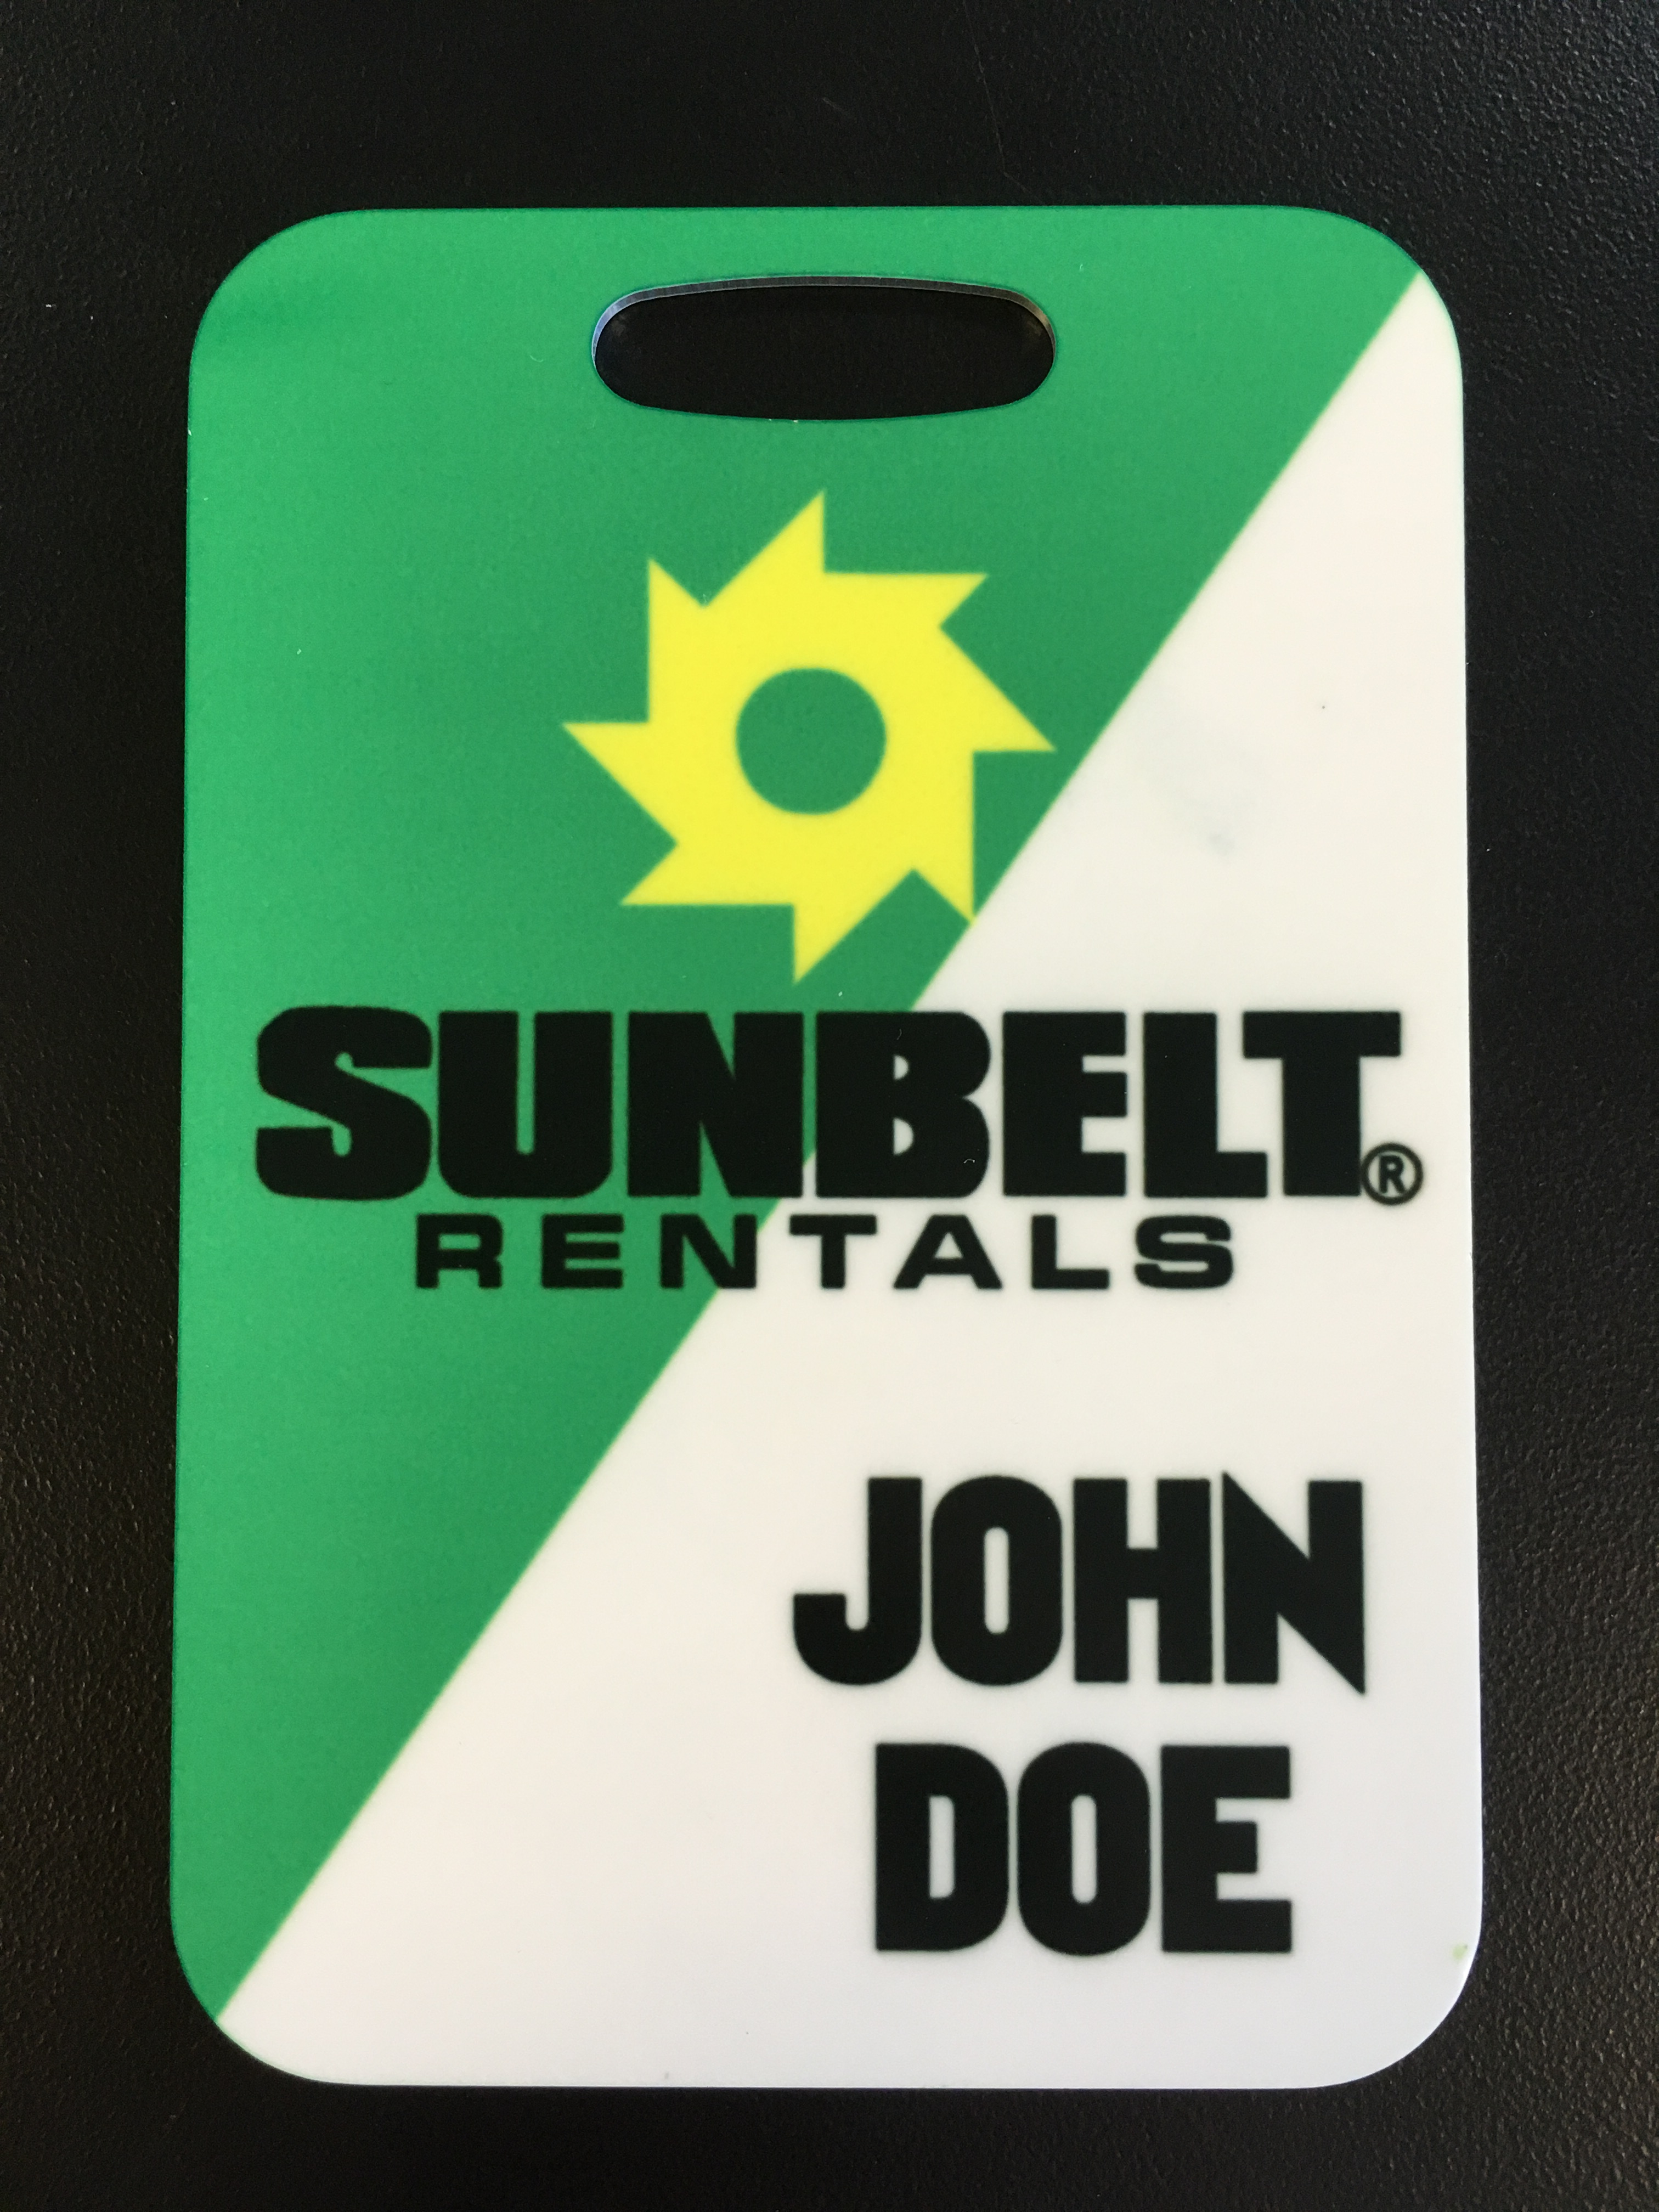 SUNBELT®
RENTALS
JOHN
DOE